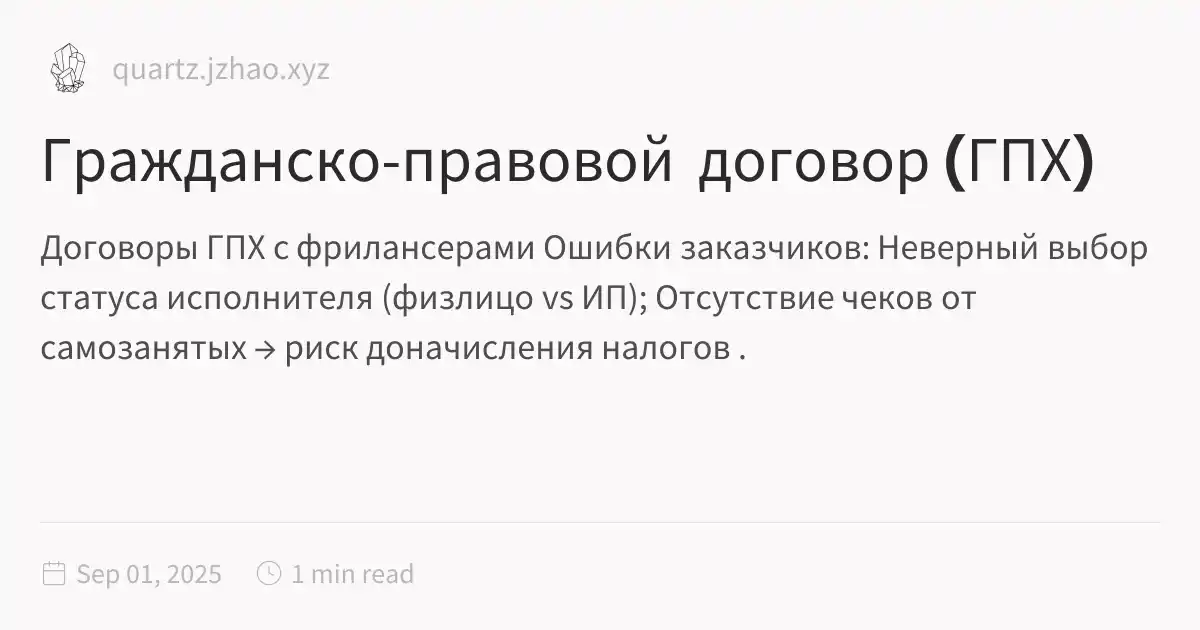 quartz.jzhao.xyz
Гражданско-правовой договор (ГПХ)
Договоры ГПХ с фрилансерами Ошибки заказчиков: Неверный выбор
статуса исполнителя (физлицо vs ИП); Отсутствие чеков от
самозанятых → риск доначисления налогов .
Sep 01, 2025 1 min read